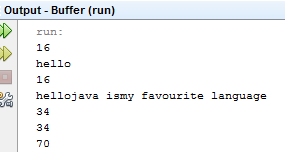 Output - Buffer (run)
run:
16
hello
16
hellojava ismy favourite language
34
34
70